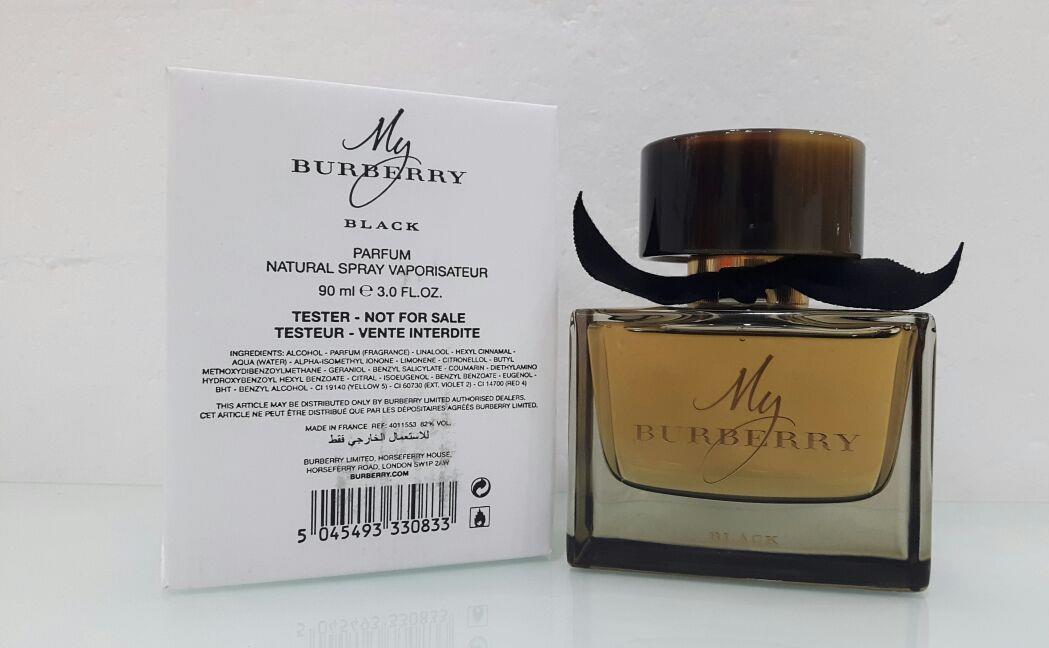 My
BURBERRY
BLACK
PARFUM
NATURAL SPRAY VAPORISATEUR
90 ml ℮ 3.0 FL.OZ.
TESTER - NOT FOR SALE
TESTEUR - VENTE INTERDITE
INGREDIENTS: ALCOHOL - PARFUM (FRAGRANCE) - LINALOOL - HEXYL CINNAMAL -
AQUA (WATER) - ALPHA-ISOMETHYL IONONE - LIMONENE - CITRONELLOL - BUTYL
METHOXYDIBENZOYLMETHANE - GERANIOL - BENZYL SALICYLATE - COUMARIN - DIETHYLAMINO
HYDROXYBENZOYL HEXYL BENZOATE - CITRAL - ISOEUGENOL - BENZYL BENZOATE - EUGENOL -
BHT - BENZYL ALCOHOL - CI 19140 (YELLOW 5) - CI 60730 (EXT. VIOLET 2) - CI 14700 (RED 4)
THIS ARTICLE MAY BE DISTRIBUTED ONLY BY BURBERRY LIMITED AUTHORISED DEALERS.
CET ARTICLE NE PEUT ÊTRE DISTRIBUÉ QUE PAR LES DÉPOSITAIRES AGRÉÉS BURBERRY LIMITED.
MADE IN FRANCE REF: 4011553 82% VOL.
للاستعمال الخارجي فقط
BURBERRY LIMITED, HORSEFERRY HOUSE,
HORSEFERRY ROAD, LONDON SW1P 2AW
BURBERRY.COM
5 045493 330833
My
BURBERRY
BLACK